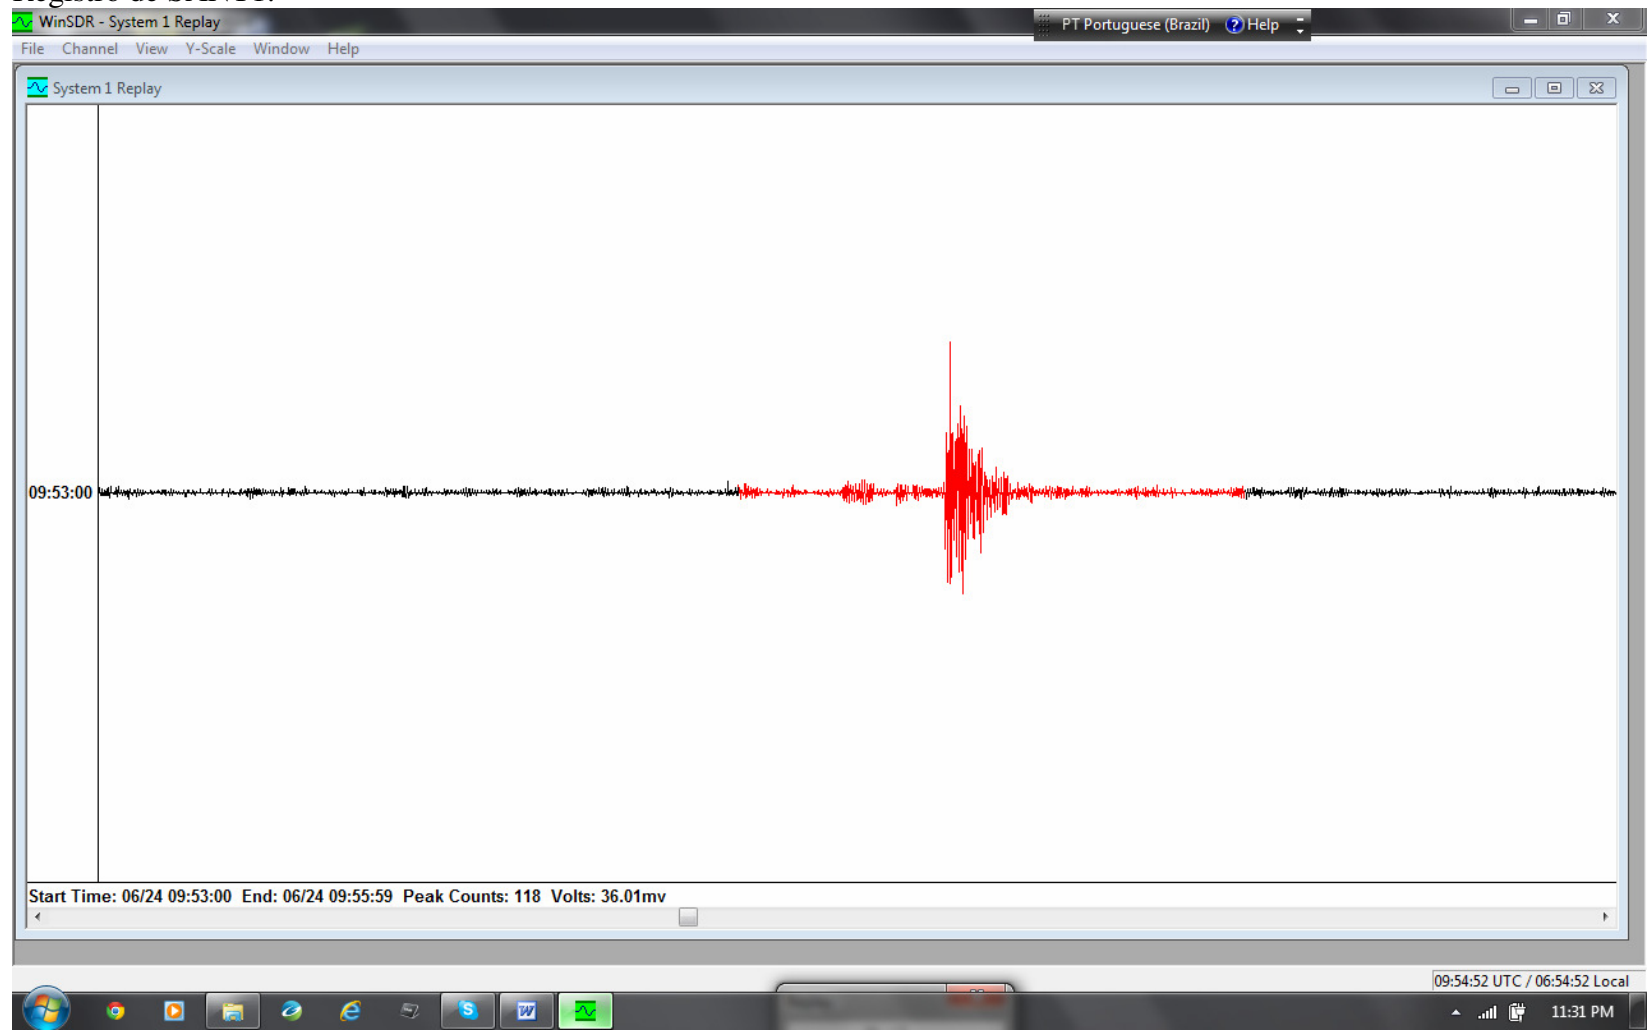 Registro de
WinSDR - System 1 Replay
PT Portuguese (Brazil) Help
File Channel View Y-Scale Window Help
System 1 Replay
09:53:00
Start Time: 06/24 09:53:00 End: 06/24 09:55:59 Peak Counts: 118 Volts: 36.01mv
09:54:52 UTC / 06:54:52 Local
11:31 PM